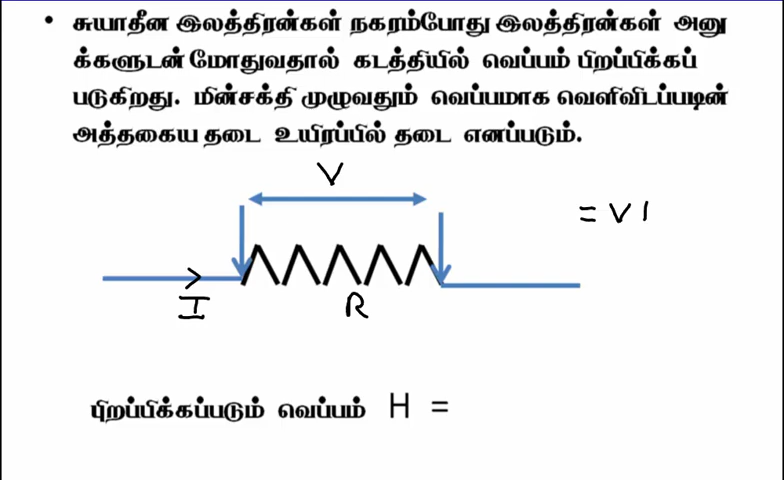 • சுயாதீன இலத்திரன்கள் நகரும்போது இலத்திரன்கள் அணு
க்களுடன் மோதுவதால் கடத்தியில் வெப்பம் பிறப்பிக்கப்
படுகிறது. மின்சக்தி முழுவதும் வெப்பமாக வெளிவிடப்படின்
அத்தகைய தடை உயிர்ப்பில் தடை எனப்படும்.
V
= VI
I
R
பிறப்பிக்கப்படும் வெப்பம் H =